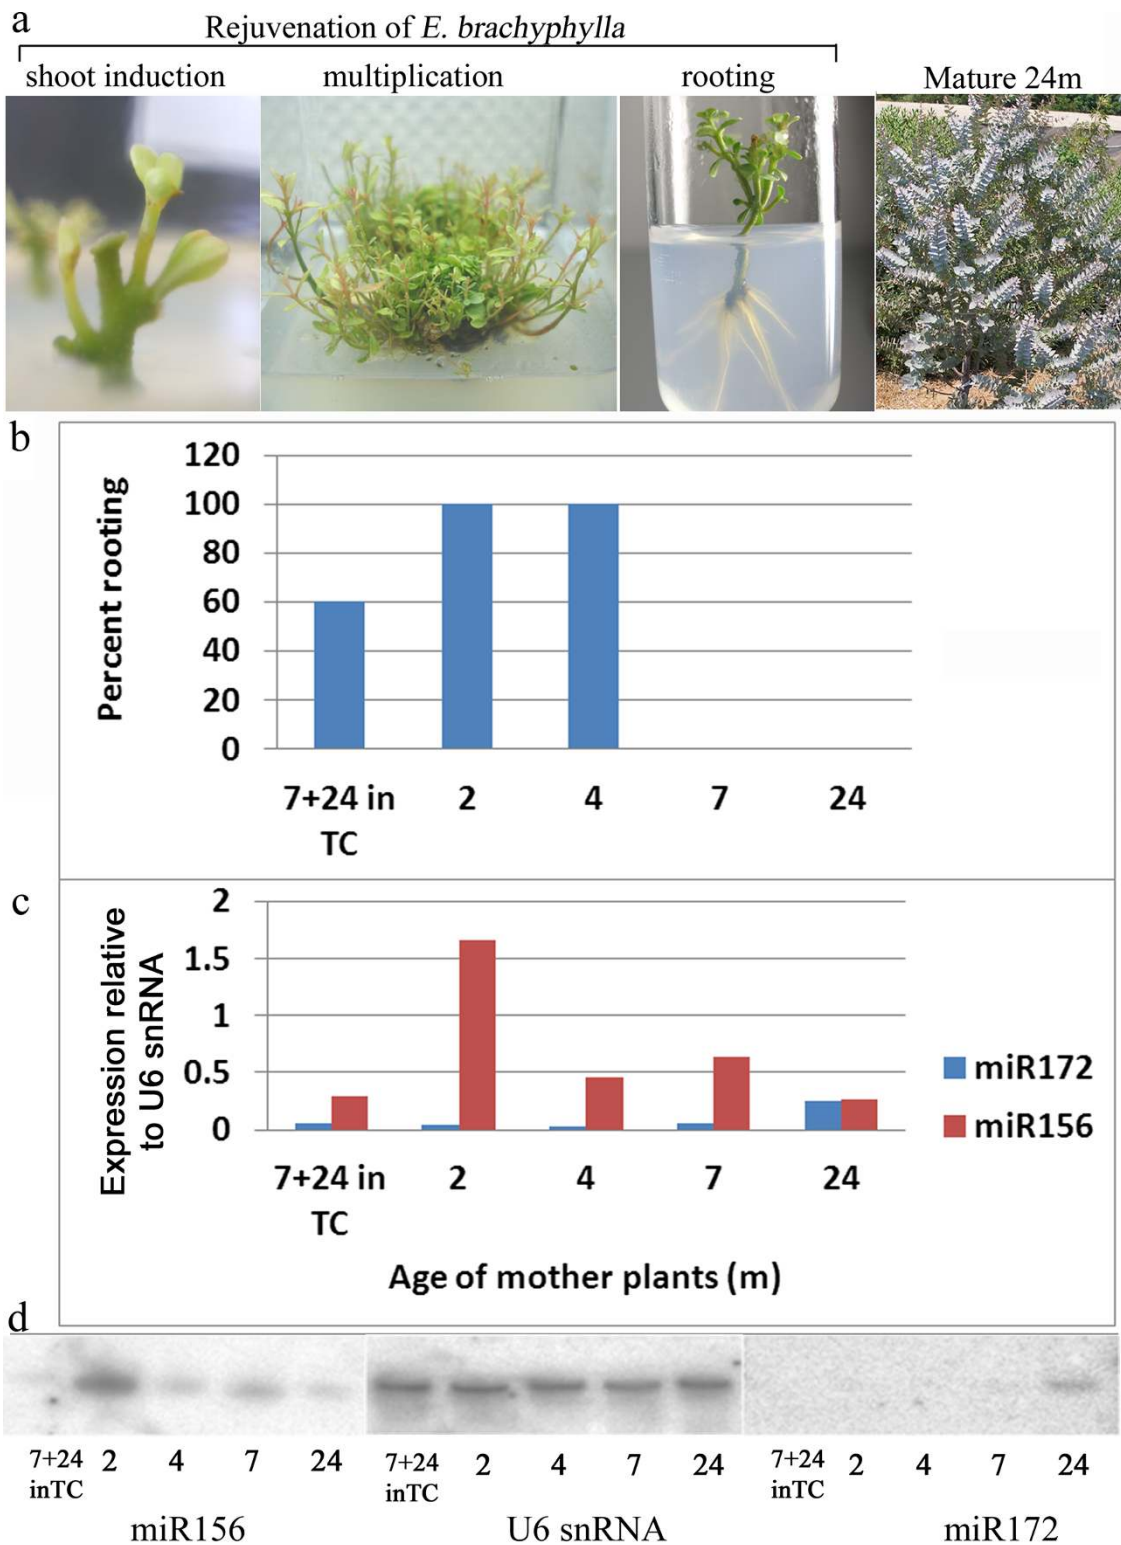 a
Rejuvenation of E. brachyphylla
shoot induction multiplication rooting Mature 24m
b
Percent rooting
120
100
80
60
40
20
0
7+24 in TC 2 4 7 24
c
Expression relative
to U6 snRNA
2
1.5
1
0.5
0
miR172
miR156
7+24 in TC 2 4 7 24
Age of mother plants (m)
d
7+24 inTC 2 4 7 24 7+24 inTC 2 4 7 24 7+24 inTC 2 4 7 24
miR156 U6 snRNA miR172